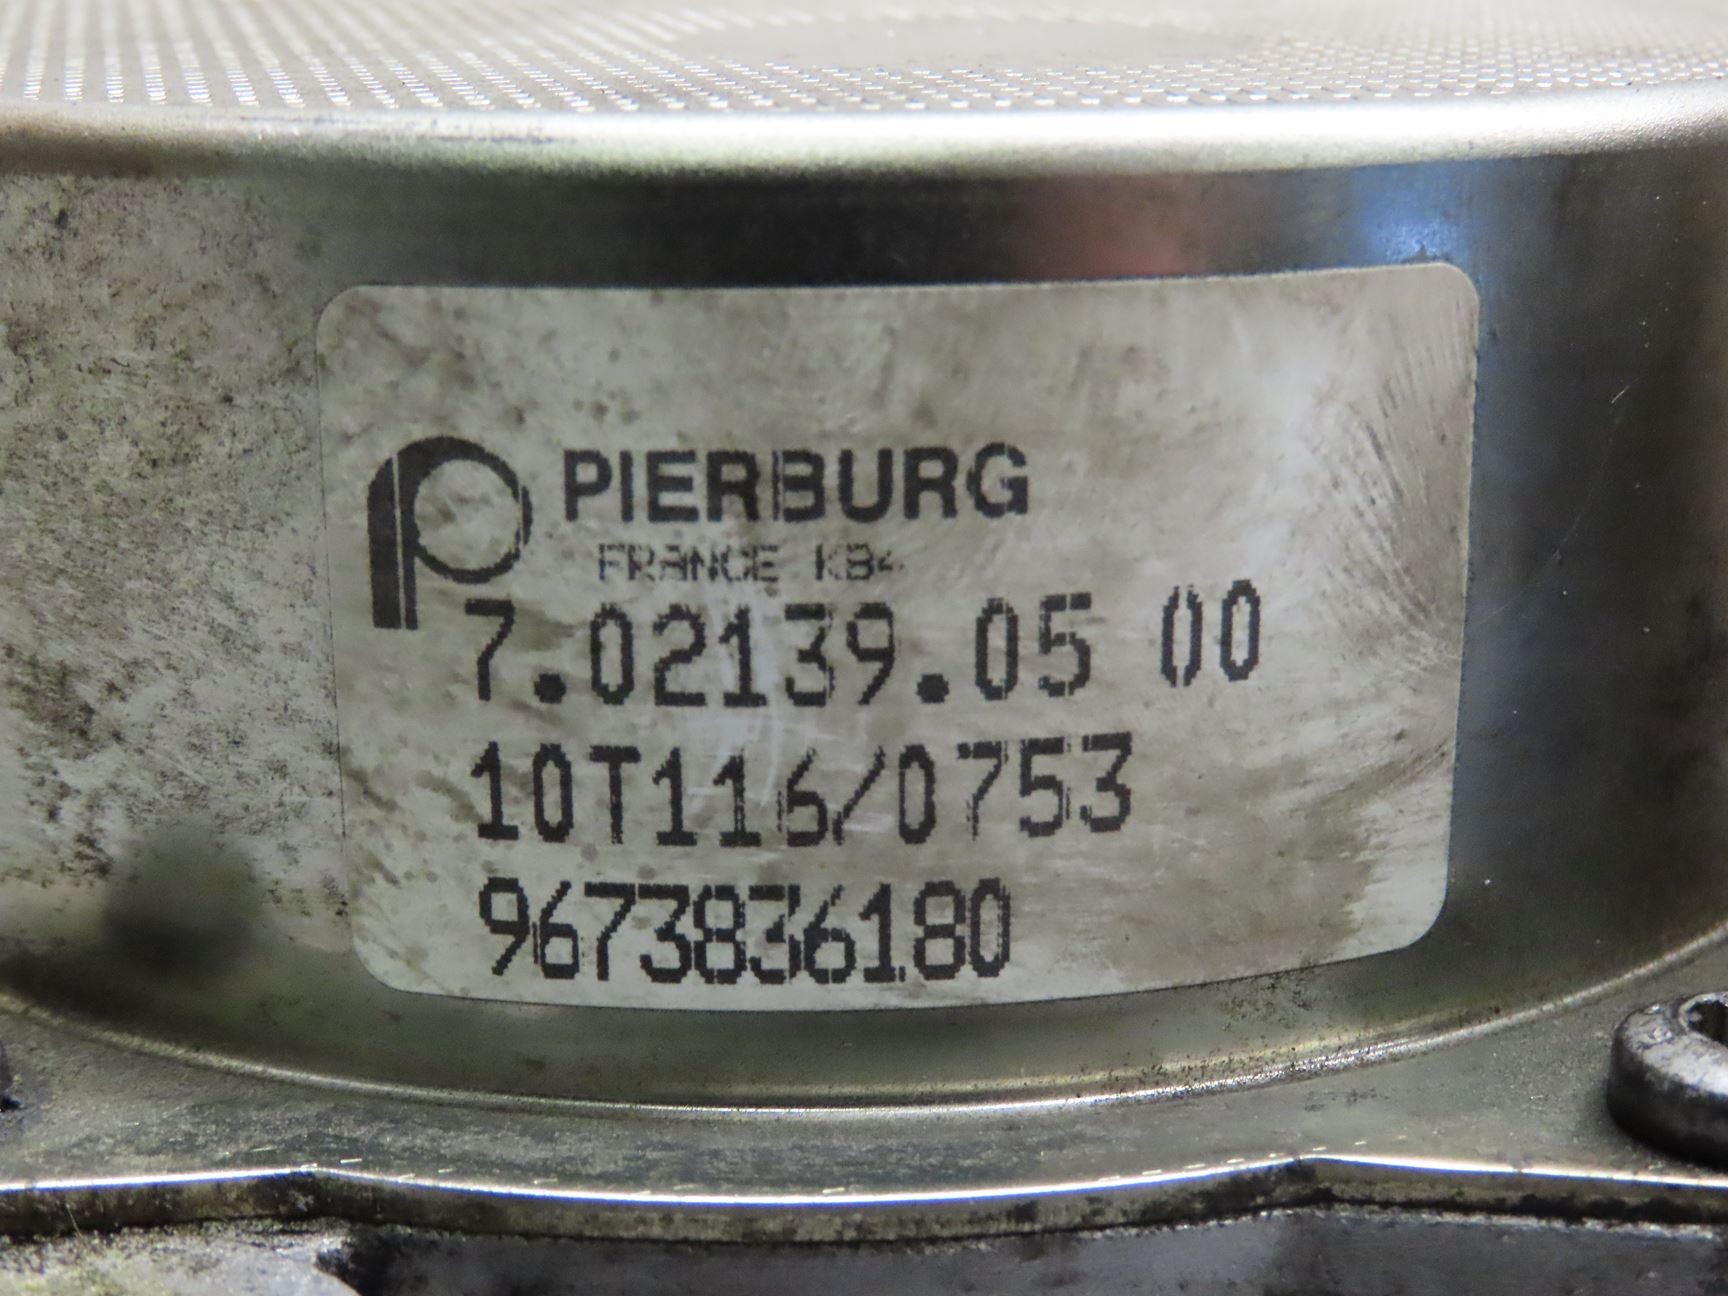 PIERBURG
FRANCE KB4
7.02139.05 00
10T116/0753
9673836180